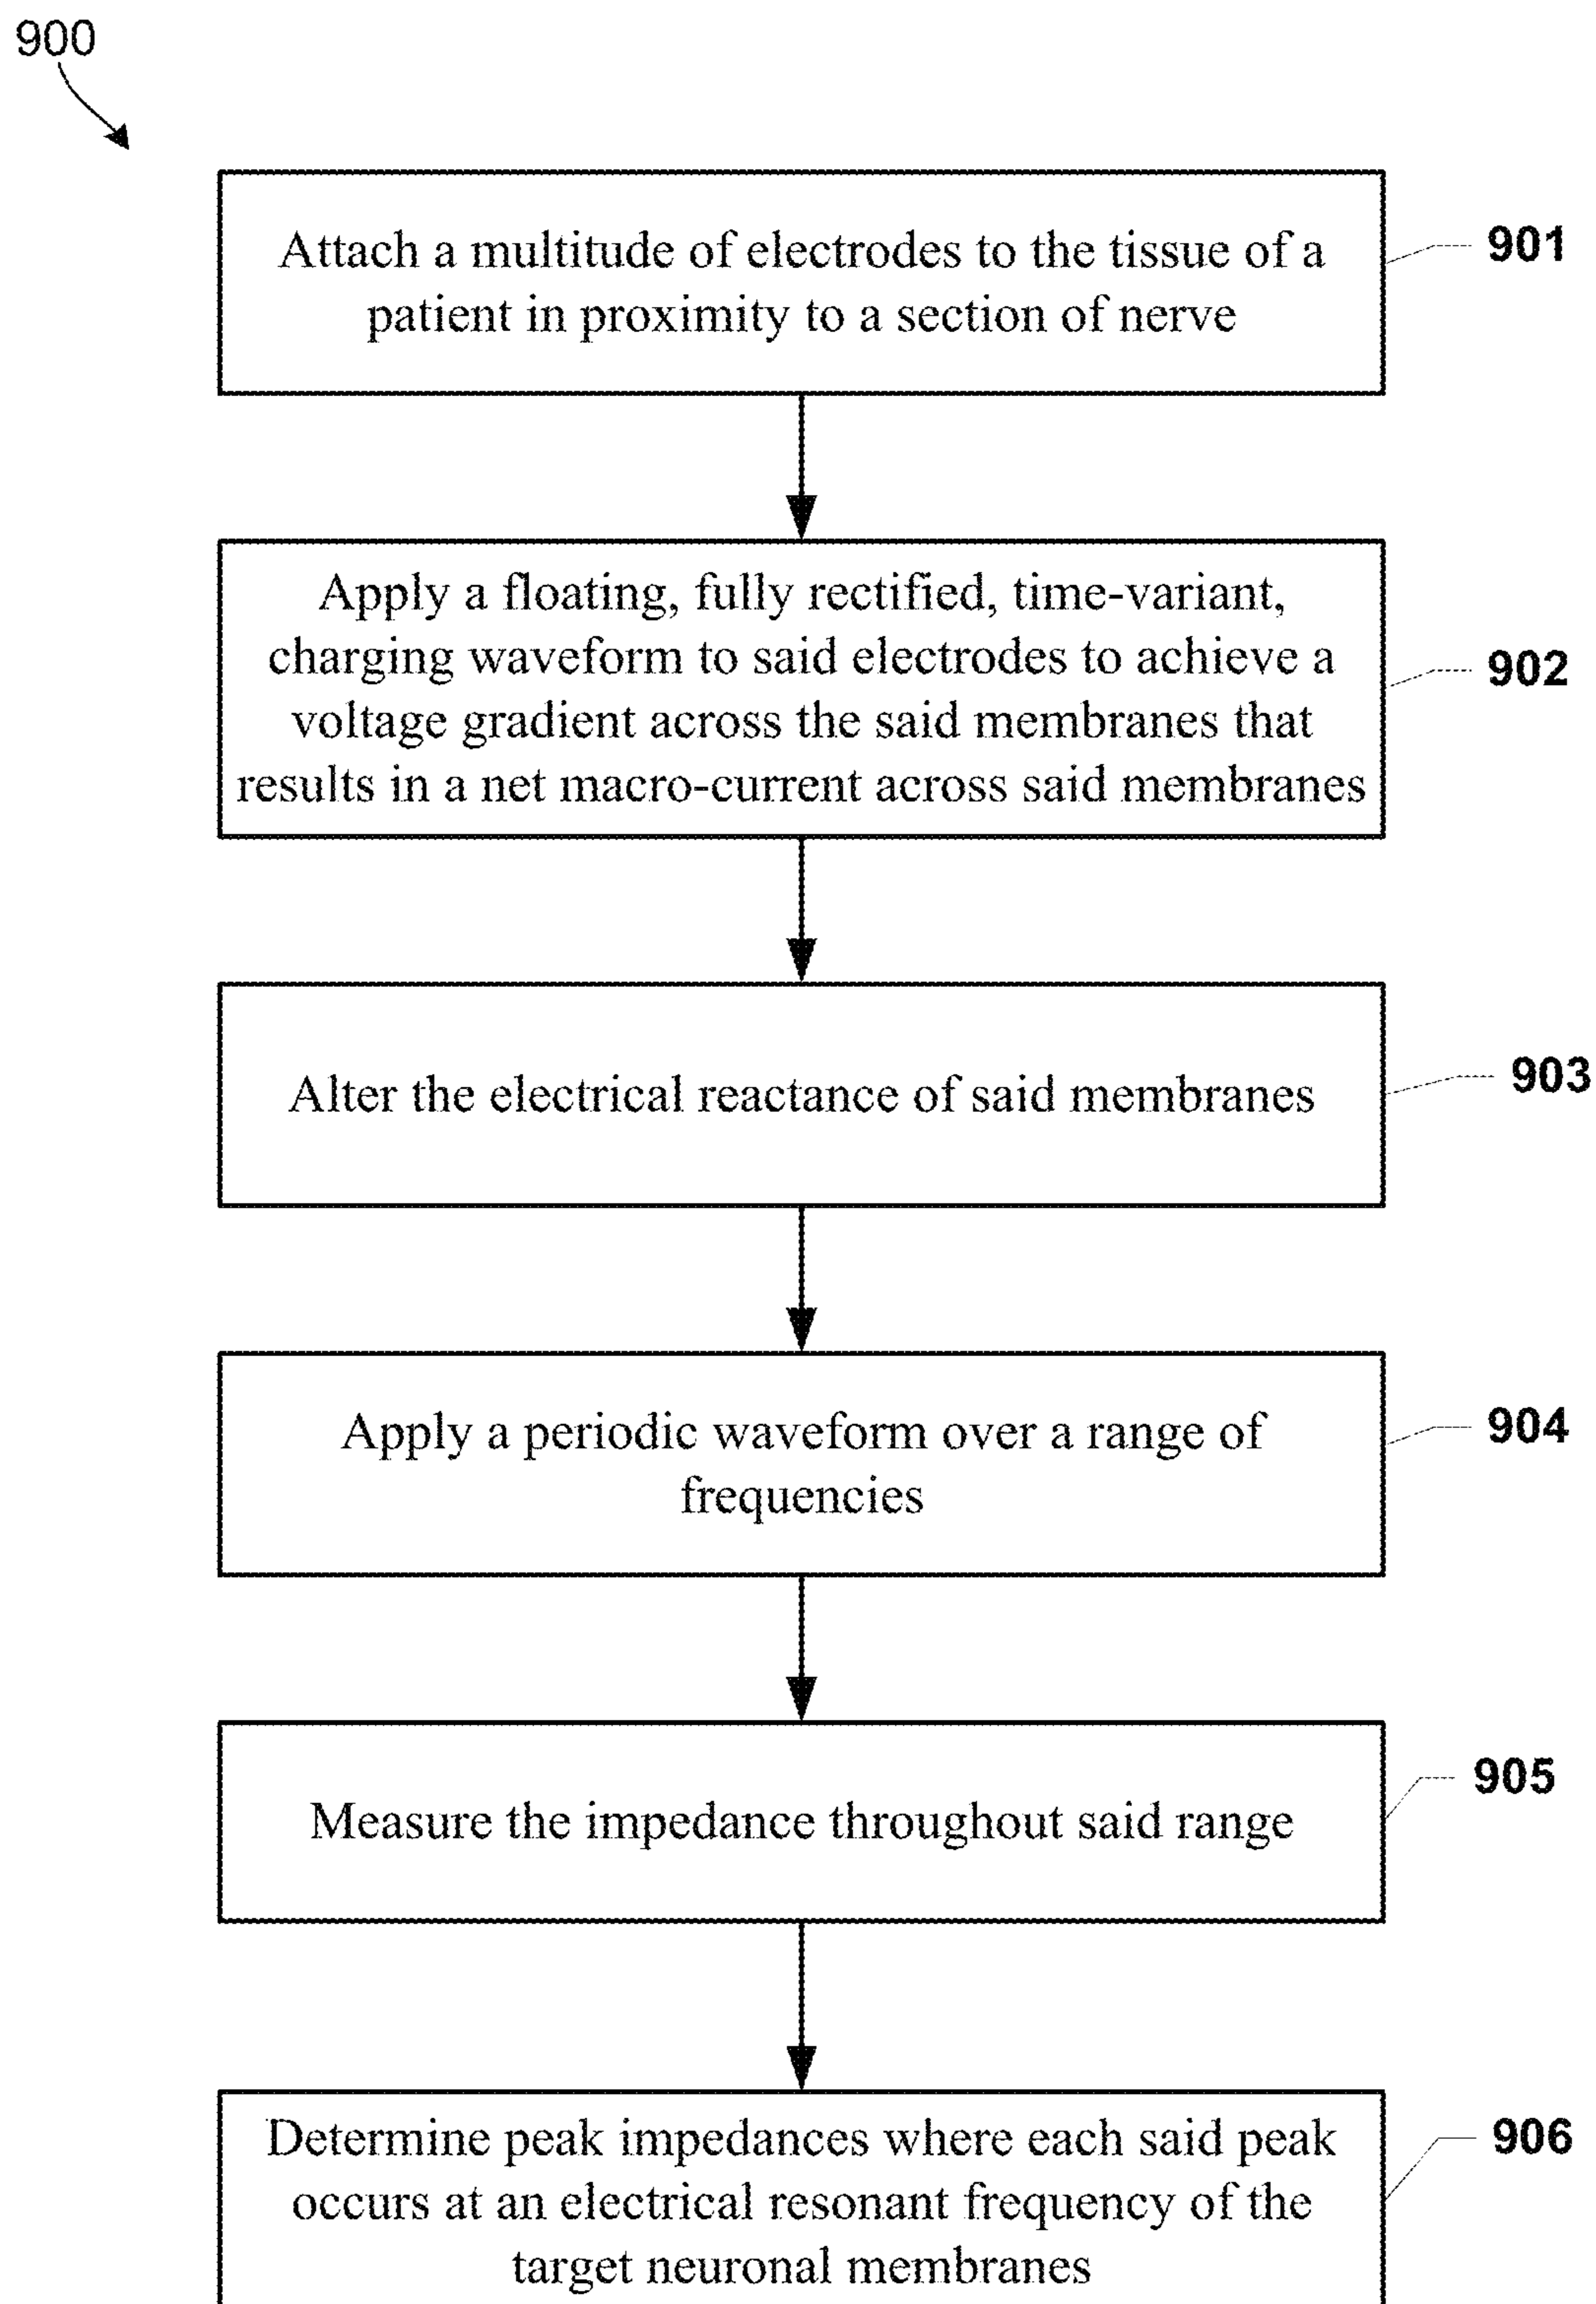 900
Attach a multitude of electrodes to the tissue of a
patient in proximity to a section of nerve
901
Apply a floating, fully rectified, time-variant,
charging waveform to said electrodes to achieve a
voltage gradient across the said membranes that
results in a net macro-current across said membranes
902
Alter the electrical reactance of said membranes
903
Apply a periodic waveform over a range of
frequencies
904
Measure the impedance throughout said range
905
Determine peak impedances where each said peak
occurs at an electrical resonant frequency of the
target neuronal membranes
906